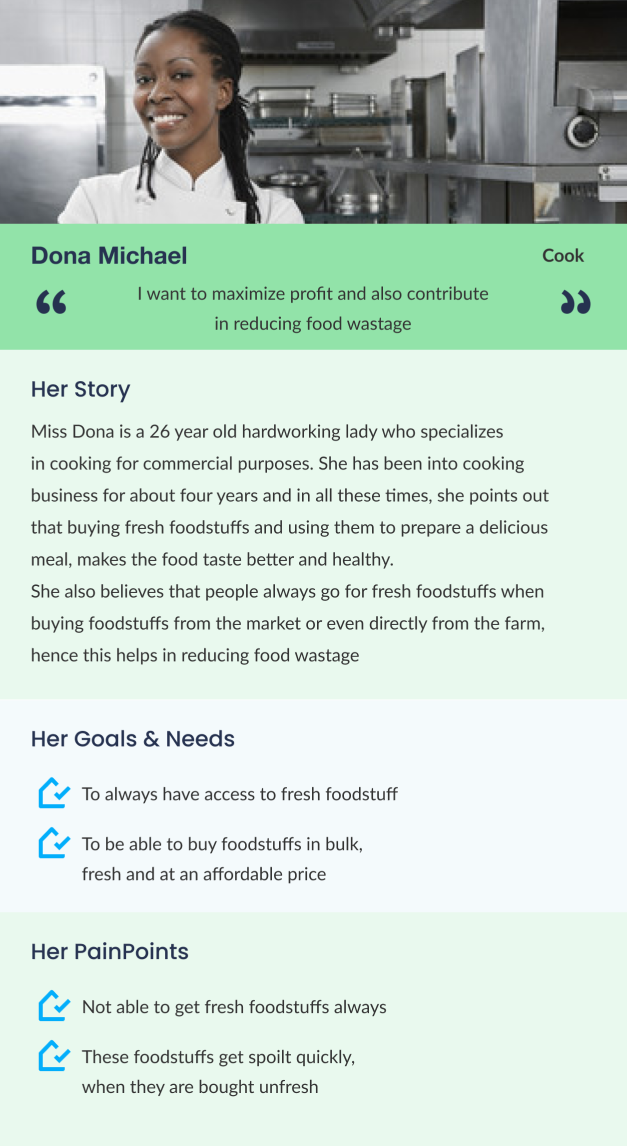 Dona Michael
Cook
“ I want to maximize profit and also contribute ”
in reducing food wastage
Her Story
Miss Dona is a 26 year old hardworking lady who specializes
in cooking for commercial purposes. She has been into cooking
business for about four years and in all these times, she points out
that buying fresh foodstuffs and using them to prepare a delicious
meal, makes the food taste better and healthy.
She also believes that people always go for fresh foodstuffs when
buying foodstuffs from the market or even directly from the farm,
hence this helps in reducing food wastage
Her Goals & Needs
To always have access to fresh foodstuff
To be able to buy foodstuffs in bulk,
fresh and at an affordable price
Her PainPoints
Not able to get fresh foodstuffs always
These foodstuffs get spoilt quickly,
when they are bought unfresh